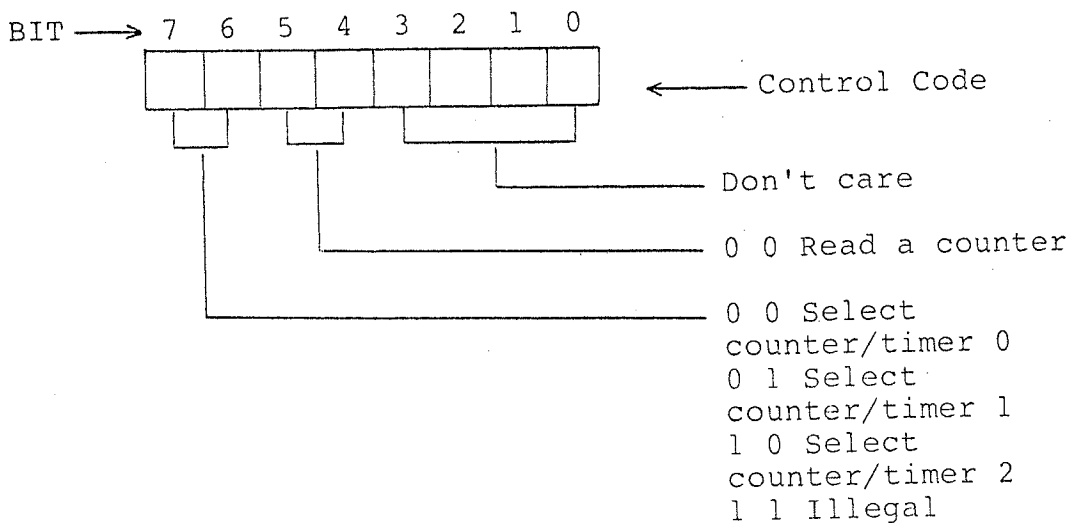 BIT → 7 6 5 4 3 2 1 0
← Control Code
Don't care
0 0 Read a counter
0 0 Select
counter/timer 0
0 1 Select
counter/timer 1
1 0 Select
counter/timer 2
1 1 Illegal